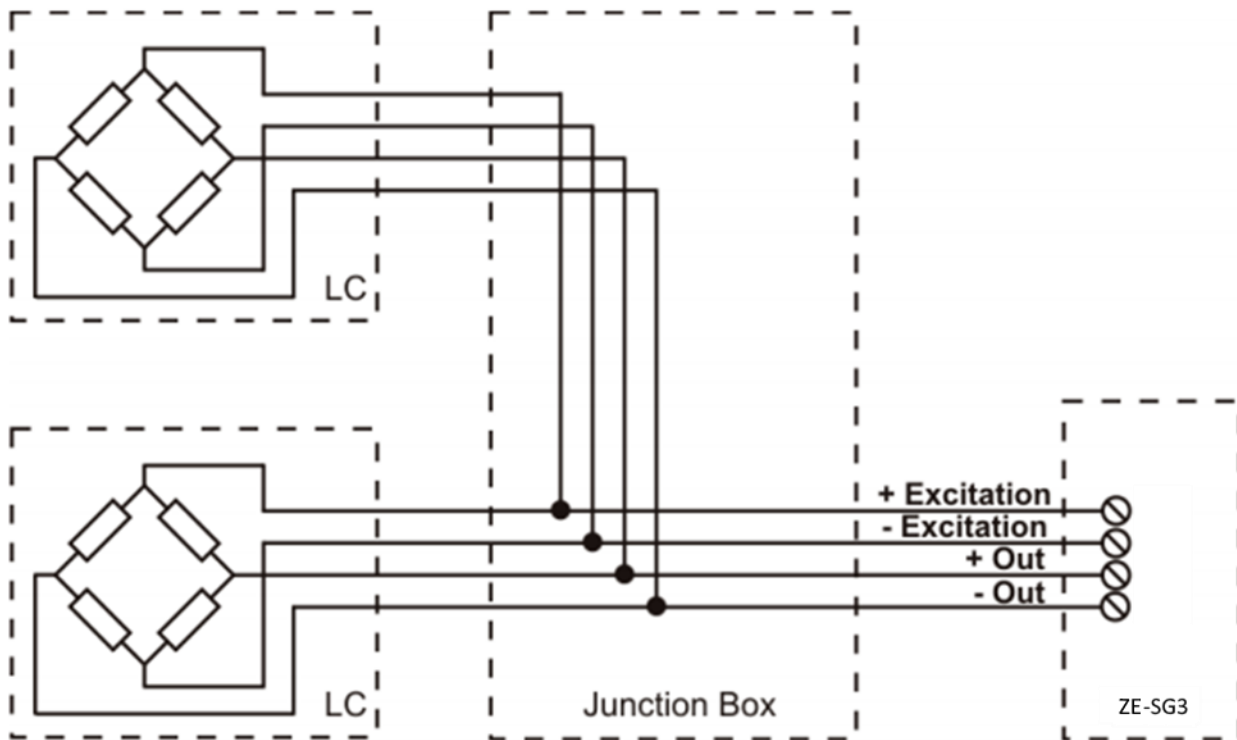 LC
+ Excitation
- Excitation
+ Out
- Out
LC
Junction Box
ZE-SG3